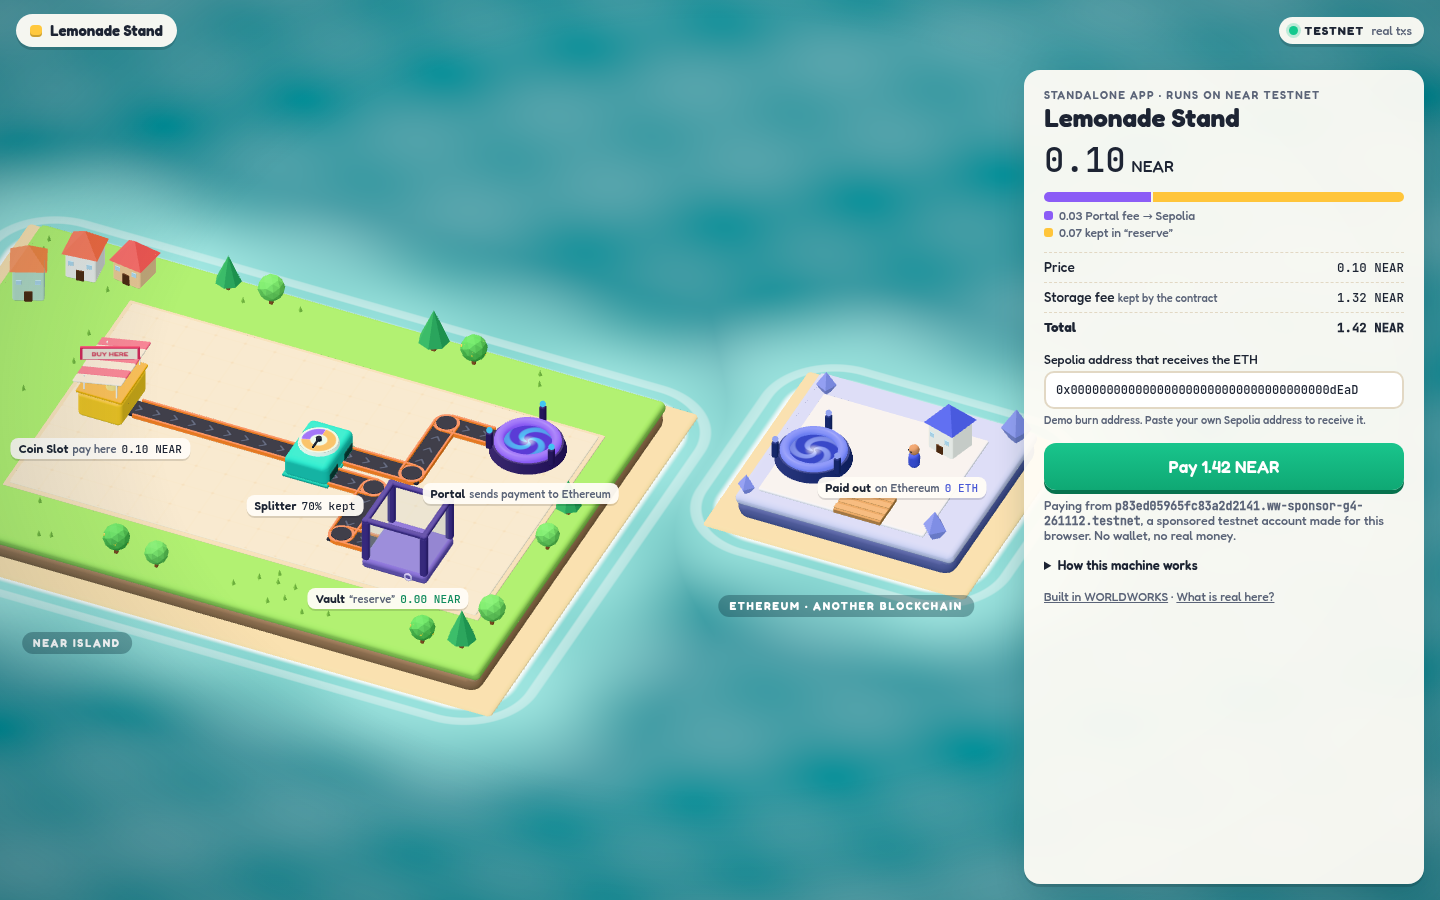 Lemonade Stand
TESTNET real txs
STANDALONE APP · RUNS ON NEAR TESTNET
Lemonade Stand
0.10 NEAR
0.03 Portal fee → Sepolia
0.07 kept in “reserve”
Price 0.10 NEAR
Storage fee kept by the contract 1.32 NEAR
Total 1.42 NEAR
Sepolia address that receives the ETH
0x000000000000000000000000000000000000dEaD
Demo burn address. Paste your own Sepolia address to receive it.
Pay 1.42 NEAR
Paying from p83ed05965fc83a2d2141.ww-sponsor-g4-
261112.testnet, a sponsored testnet account made for this
browser. No wallet, no real money.
How this machine works
Built in WORLDWORKS · What is real here?
BUY HERE
Coin Slot pay here 0.10 NEAR
Splitter 70% kept
Portal sends payment to Ethereum
Vault “reserve” 0.00 NEAR
NEAR ISLAND
Paid out on Ethereum 0 ETH
ETHEREUM · ANOTHER BLOCKCHAIN